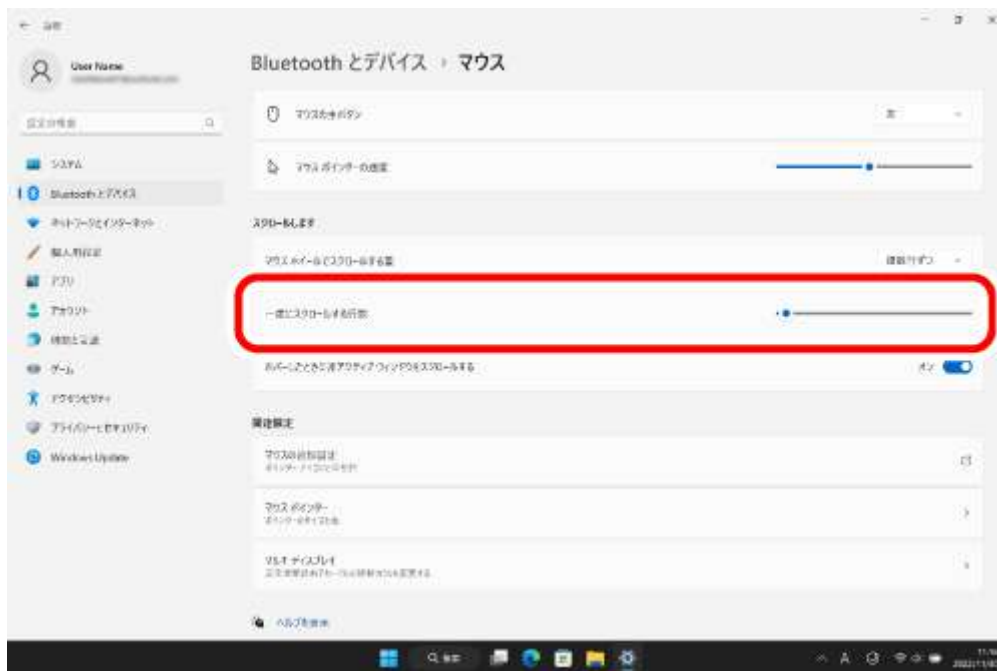 ← 設定
User Name
Bluetooth とデバイス › マウス
設定の検索
マウスの主ボタン
左
システム
マウス ポインターの速度
Bluetooth とデバイス
ネットワークとインターネット
スクロールします
個人用設定
マウス ホイールでスクロールする量
複数行ずつ
アプリ
アカウント
一度にスクロールする行数
時刻と言語
ゲーム
ホバーしたときに非アクティブ ウィンドウをスクロールする
オン
アクセシビリティ
プライバシーとセキュリティ
関連設定
Windows Update
マウスの追加設定
マウス ポインター
マルチ ディスプレイ
ヘルプを表示
検索
A